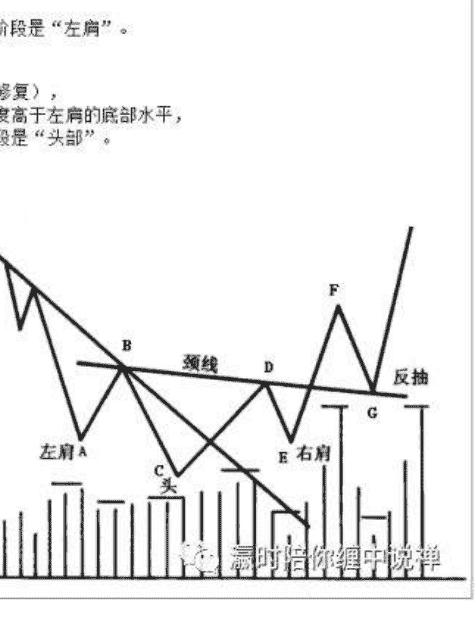 阶段是“左肩”。
修复），
度高于左肩的底部水平，
段是“头部”。
F
B
颈线
D
反抽
G
左肩 A
E 右肩
C
头
瀛时陪你缠中说禅